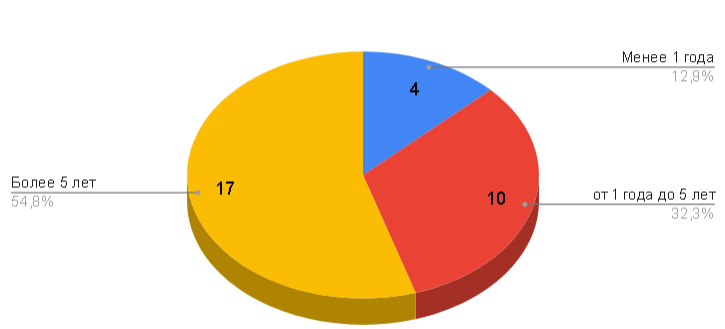 Менее 1 года
12,9%
4
Более 5 лет
54,8%
17
10
от 1 года до 5 лет
32,3%